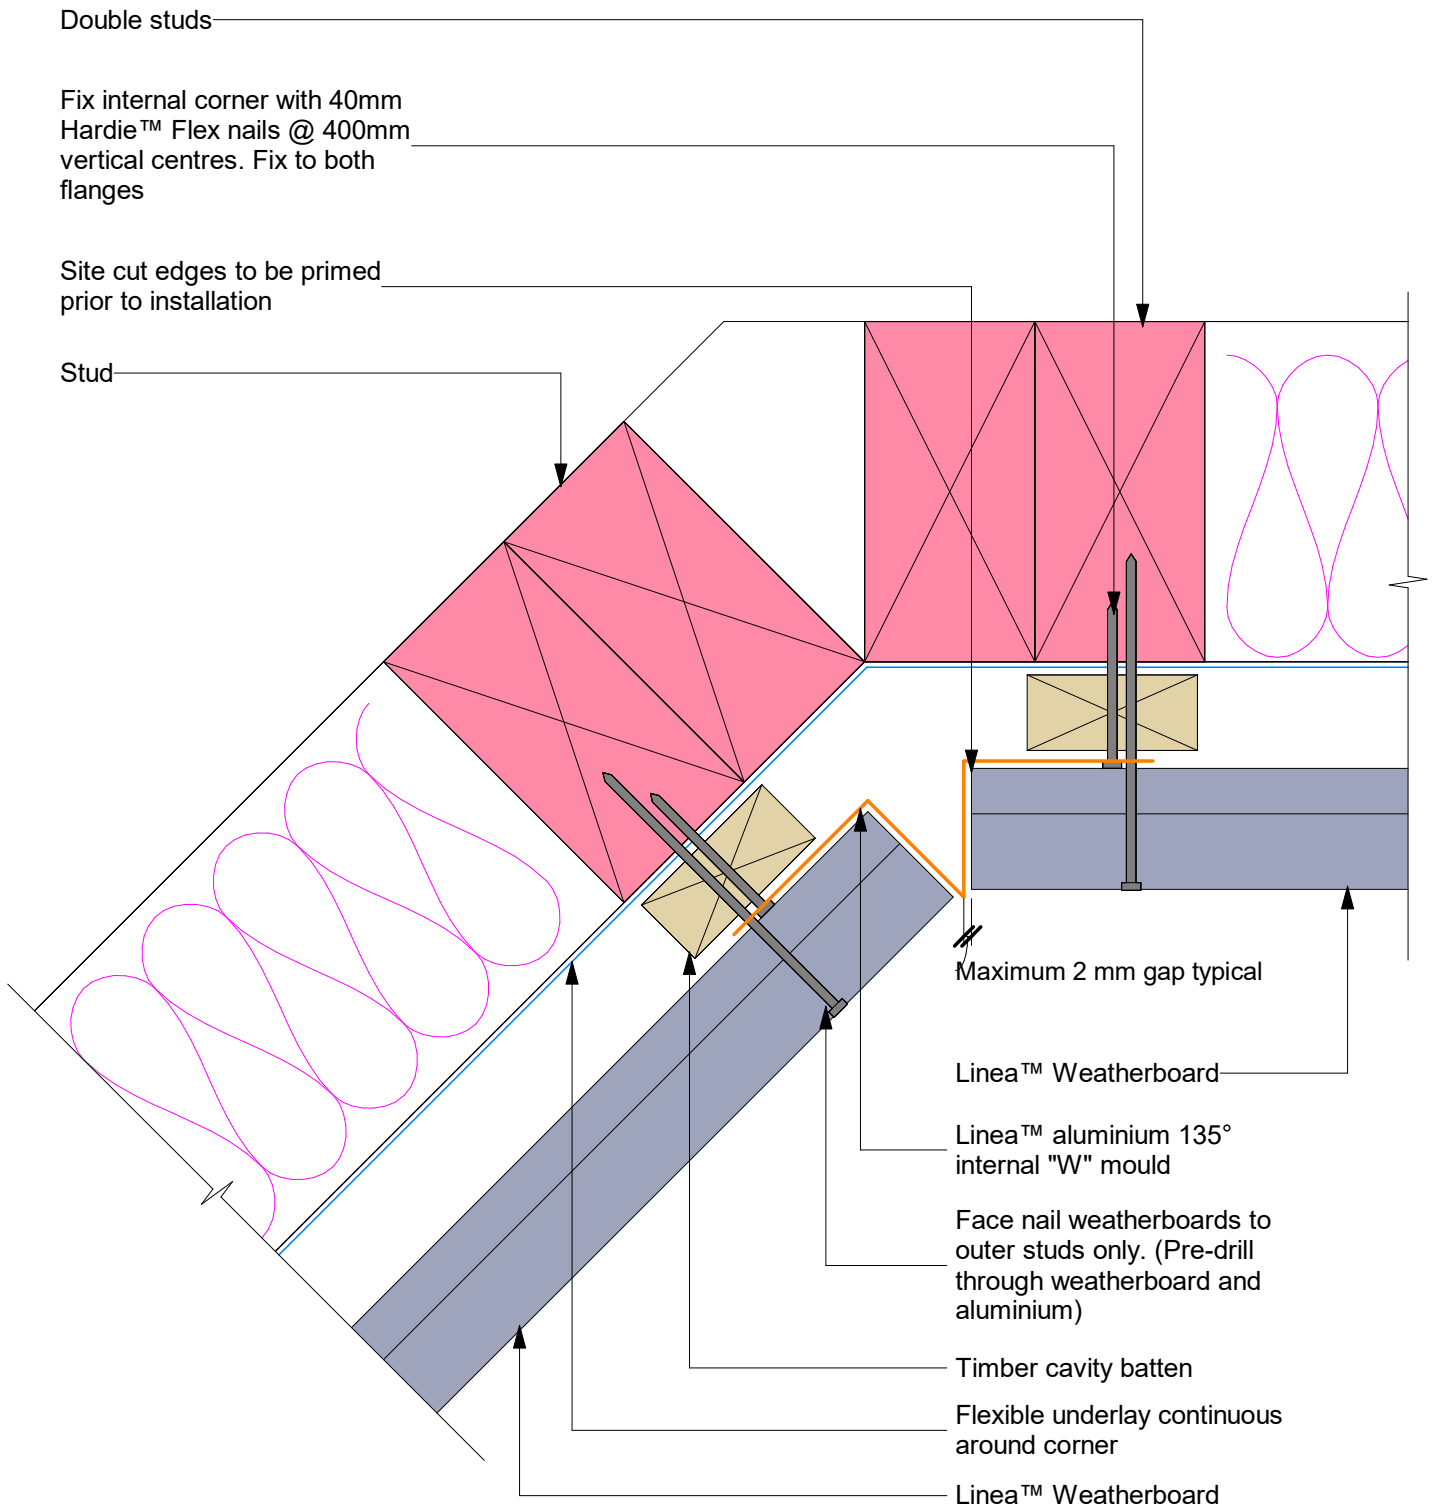 Double studs
Fix internal corner with 40mm
Hardie™ Flex nails @ 400mm
vertical centres. Fix to both
flanges
Site cut edges to be primed
prior to installation
Stud
Maximum 2 mm gap typical
Linea™ Weatherboard
Linea™ aluminium 135°
internal "W" mould
Face nail weatherboards to
outer studs only. (Pre-drill
through weatherboard and
aluminium)
Timber cavity batten
Flexible underlay continuous
around corner
Linea™ Weatherboard